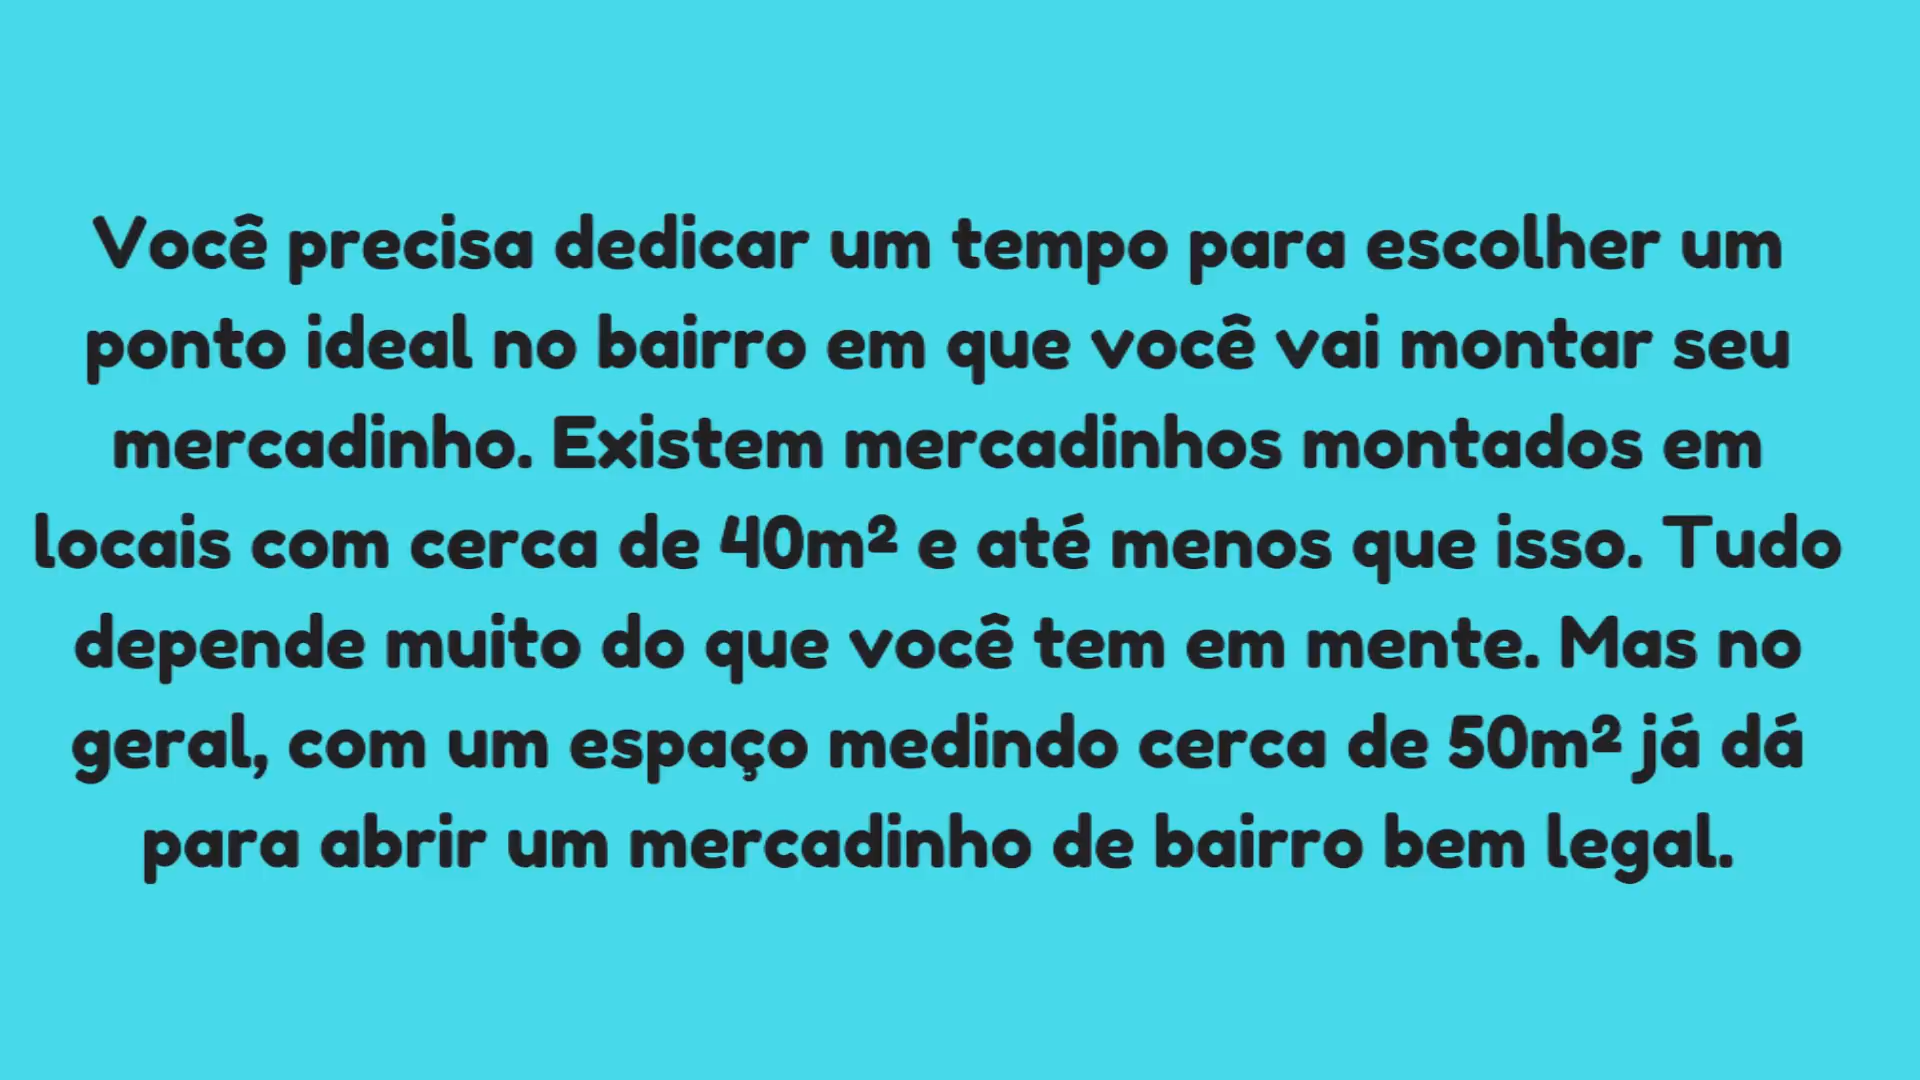 Você precisa dedicar um tempo para escolher um
ponto ideal no bairro em que você vai montar seu
mercadinho. Existem mercadinhos montados em
locais com cerca de 40m² e até menos que isso. Tudo
depende muito do que você tem em mente. Mas no
geral, com um espaço medindo cerca de 50m² já dá
para abrir um mercadinho de bairro bem legal.